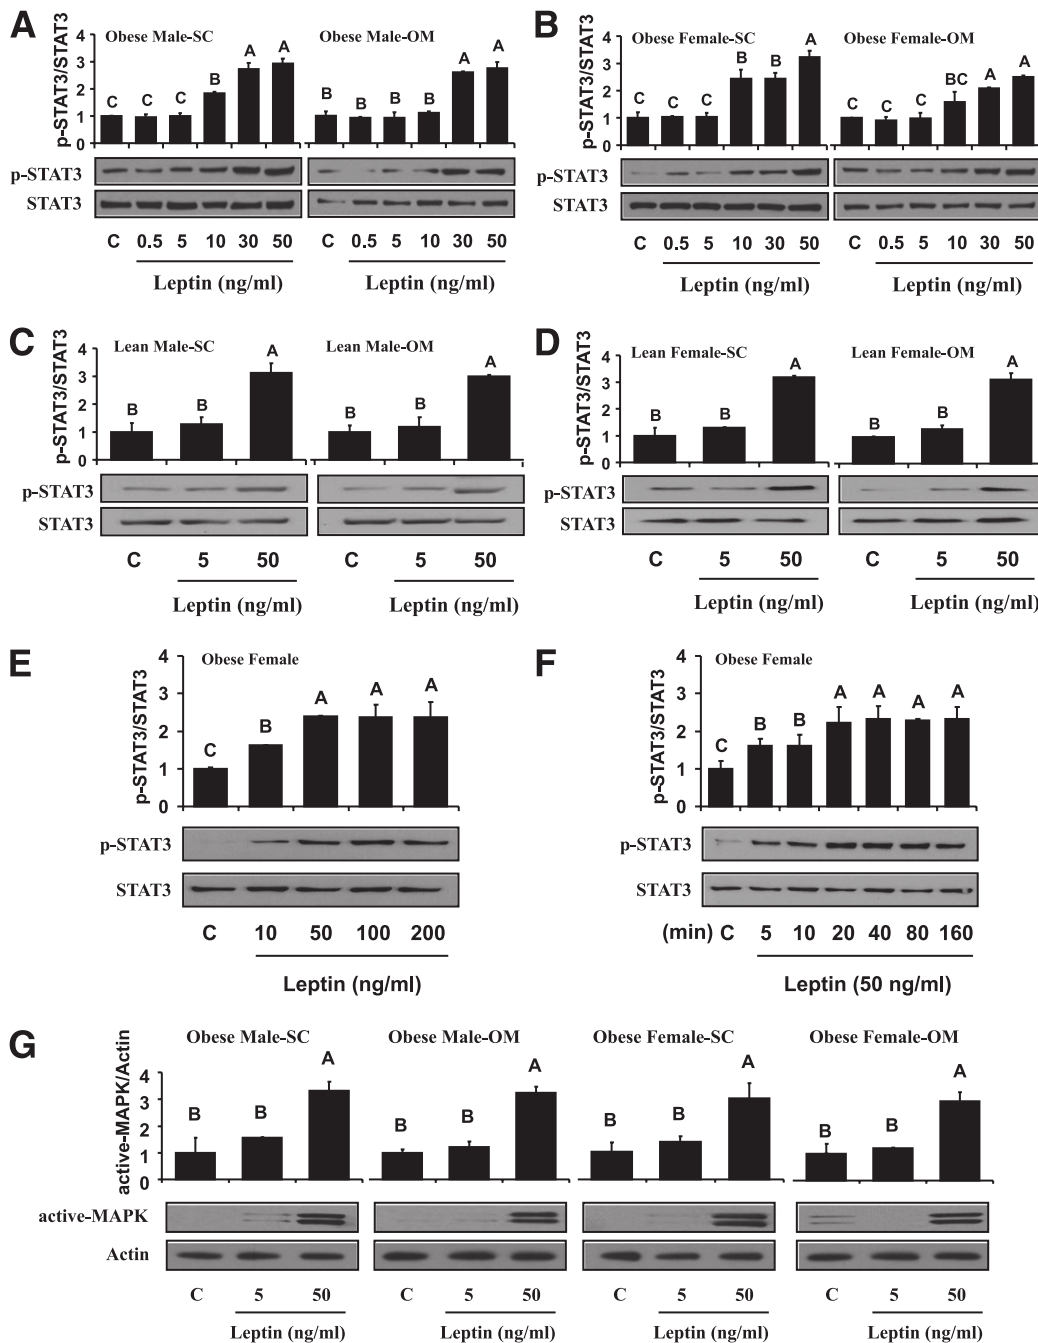 A
Obese Male-SC
Obese Male-OM
p-STAT3/STAT3
4
3
2
1
0
C C C B A A
B B B B A A
p-STAT3
STAT3
C 0.5 5 10 30 50 C 0.5 5 10 30 50
Leptin (ng/ml) Leptin (ng/ml)
B
Obese Female-SC
Obese Female-OM
p-STAT3/STAT3
4
3
2
1
0
C C C B B A
C C C BC A A
p-STAT3
STAT3
C 0.5 5 10 30 50 C 0.5 5 10 30 50
Leptin (ng/ml) Leptin (ng/ml)
C
Lean Male-SC
Lean Male-OM
p-STAT3/STAT3
4
3
2
1
0
B B A
B B A
p-STAT3
STAT3
C 5 50 C 5 50
Leptin (ng/ml) Leptin (ng/ml)
D
Lean Female-SC
Lean Female-OM
p-STAT3/STAT3
4
3
2
1
0
B B A
B B A
p-STAT3
STAT3
C 5 50 C 5 50
Leptin (ng/ml) Leptin (ng/ml)
E
Obese Female
p-STAT3/STAT3
4
3
2
1
0
C B A A A
p-STAT3
STAT3
C 10 50 100 200
Leptin (ng/ml)
F
Obese Female
p-STAT3/STAT3
4
3
2
1
0
C B B A A A A
p-STAT3
STAT3
(min) C 5 10 20 40 80 160
Leptin (50 ng/ml)
G
Obese Male-SC Obese Male-OM Obese Female-SC Obese Female-OM
active-MAPK/Actin
4
3
2
1
0
B B A B B A B B A B B A
active-MAPK
Actin
C 5 50 C 5 50 C 5 50 C 5 50
Leptin (ng/ml) Leptin (ng/ml) Leptin (ng/ml) Leptin (ng/ml)